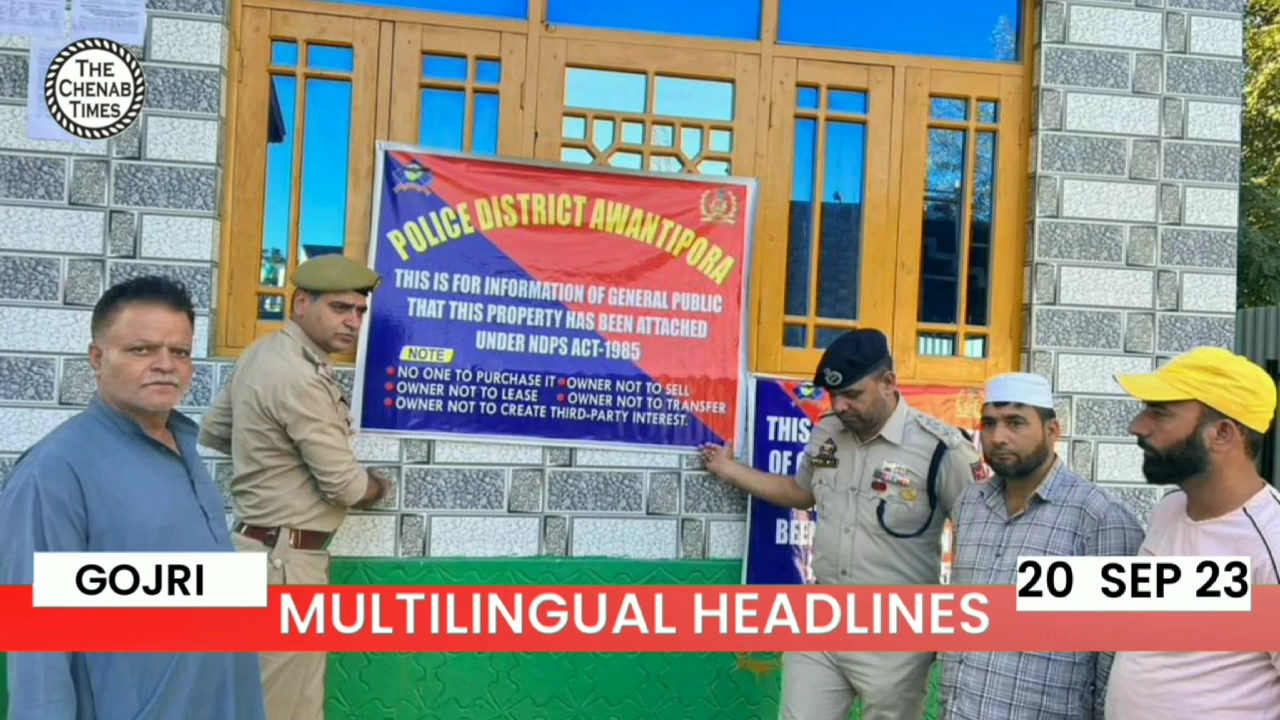 THE
CHENAB
TIMES
POLICE DISTRICT AWANTIPORA
THIS IS FOR INFORMATION OF GENERAL PUBLIC
THAT THIS PROPERTY HAS BEEN ATTACHED
UNDER NDPS ACT-1985
NOTE
• NO ONE TO PURCHASE IT • OWNER NOT TO SELL
• OWNER NOT TO LEASE • OWNER NOT TO TRANSFER
• OWNER NOT TO CREATE THIRD-PARTY INTEREST.
THIS
OF
BEE
GOJRI
20 SEP 23
MULTILINGUAL HEADLINES